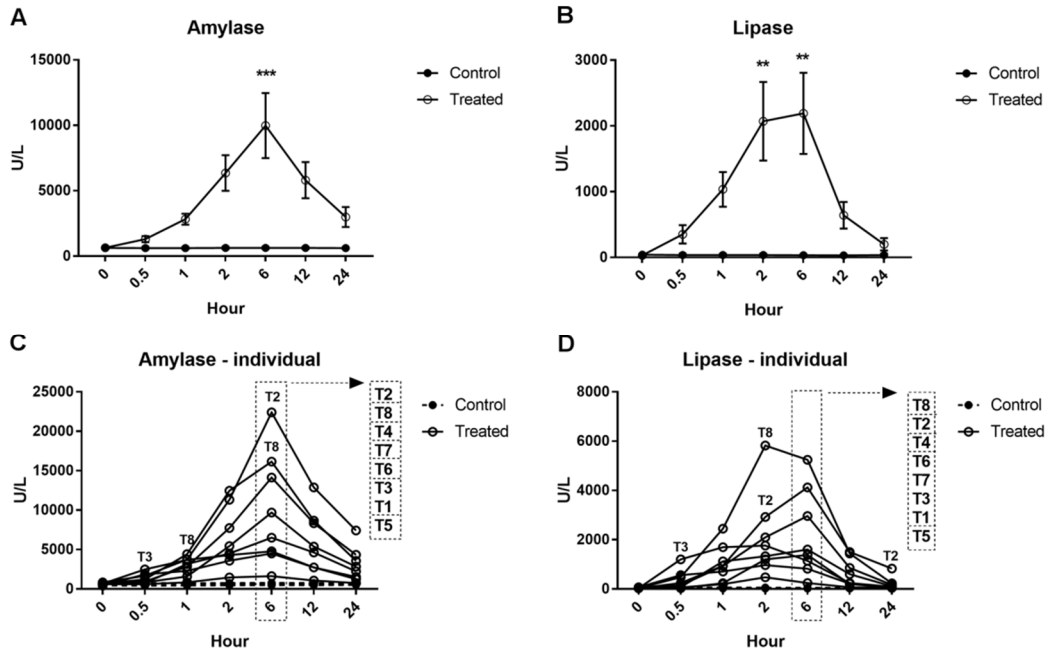 A
Amylase
15000
10000
5000
0
U/L
***
0
0.5
1
2
6
12
24
Hour
Control
Treated
B
Lipase
3000
2000
1000
0
U/L
**
**
0
0.5
1
2
6
12
24
Hour
Control
Treated
C
Amylase - individual
25000
20000
15000
10000
5000
0
U/L
T3
T8
T2
T8
0
0.5
1
2
6
12
24
Hour
T2
T8
T4
T7
T6
T3
T1
T5
Control
Treated
D
Lipase - individual
8000
6000
4000
2000
0
U/L
T3
T8
T2
T2
0
0.5
1
2
6
12
24
Hour
T8
T2
T4
T6
T7
T3
T1
T5
Control
Treated